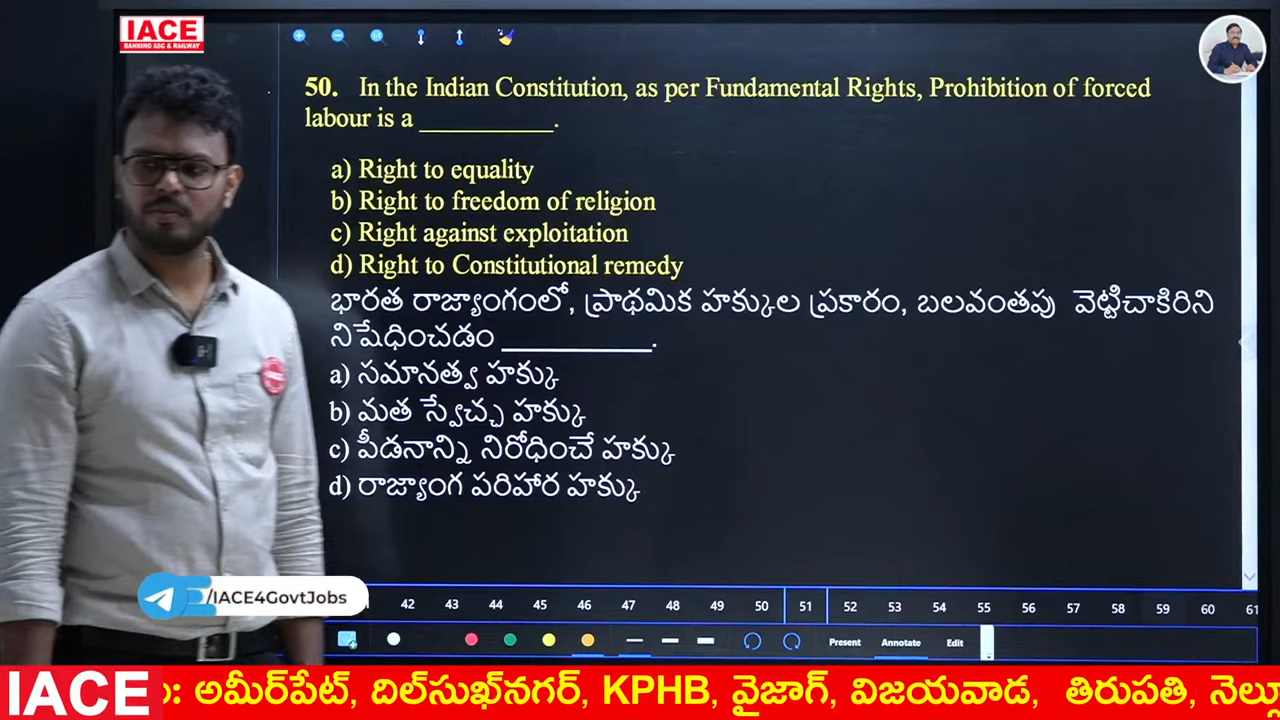 IACE
BANKING SSC & RAILWAY
50. In the Indian Constitution, as per Fundamental Rights, Prohibition of forced
labour is a __________.
a) Right to equality
b) Right to freedom of religion
c) Right against exploitation
d) Right to Constitutional remedy
భారత రాజ్యాంగంలో, ప్రాథమిక హక్కుల ప్రకారం, బలవంతపు వెట్టిచాకిరిని
నిషేధించడం __________.
a) సమానత్వ హక్కు
b) మత స్వేచ్ఛ హక్కు
c) పీడనాన్ని నిరోధించే హక్కు
d) రాజ్యాంగ పరిహార హక్కు
/IACE4GovtJobs
42 43 44 45 46 47 48 49 50 51 52 53 54 55 56 57 58 59 60 61
Present Annotate Edit
IACE అమీర్‌పేట్, దిల్‌సుఖ్‌నగర్, KPHB, వైజాగ్, విజయవాడ, తిరుపతి,